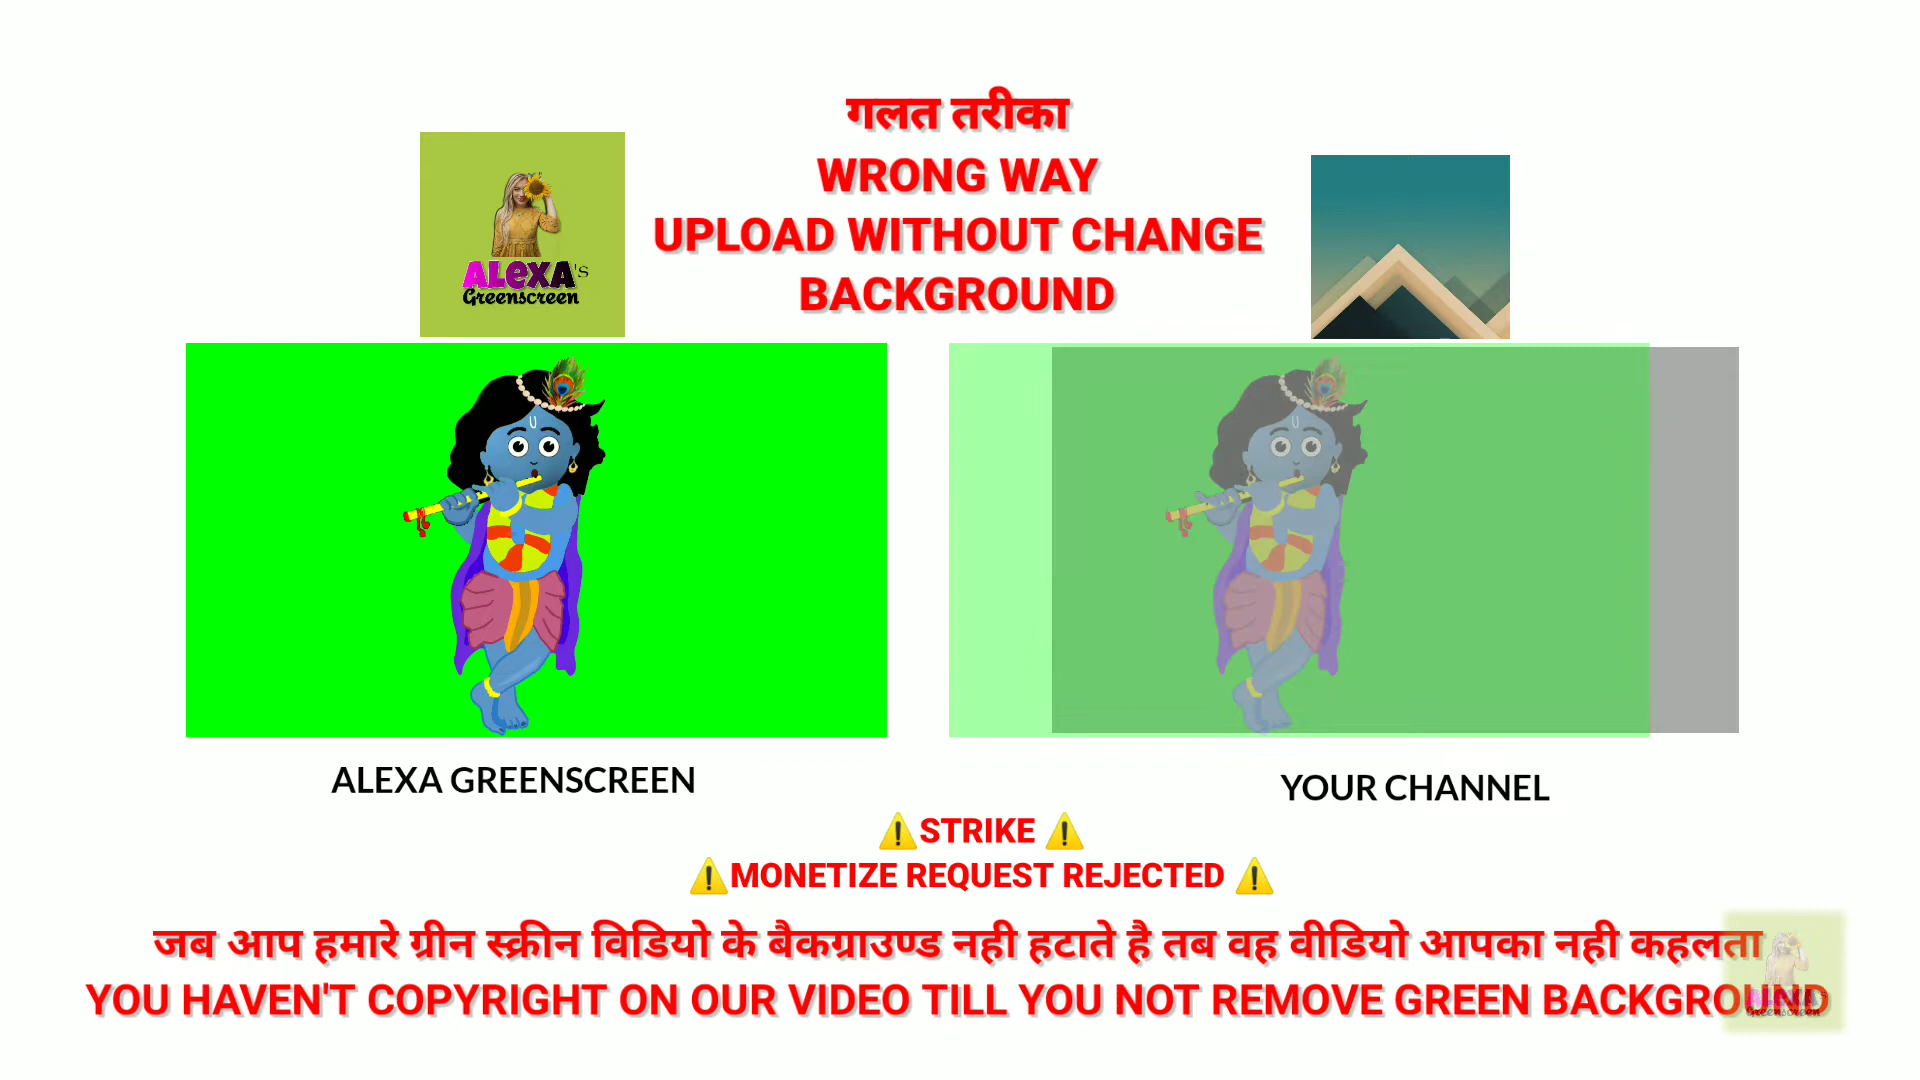 गलत तरीका
WRONG WAY
UPLOAD WITHOUT CHANGE
BACKGROUND
ALEXA's
Greenscreen
ALEXA GREENSCREEN
YOUR CHANNEL
⚠️STRIKE ⚠️
⚠️MONETIZE REQUEST REJECTED ⚠️
जब आप हमारे ग्रीन स्क्रीन विडियो के बैकग्राउण्ड नही हटाते है तब वह वीडियो आपका नही कहलता
YOU HAVEN'T COPYRIGHT ON OUR VIDEO TILL YOU NOT REMOVE GREEN BACKGROUND
ALEXA's
Greenscreen